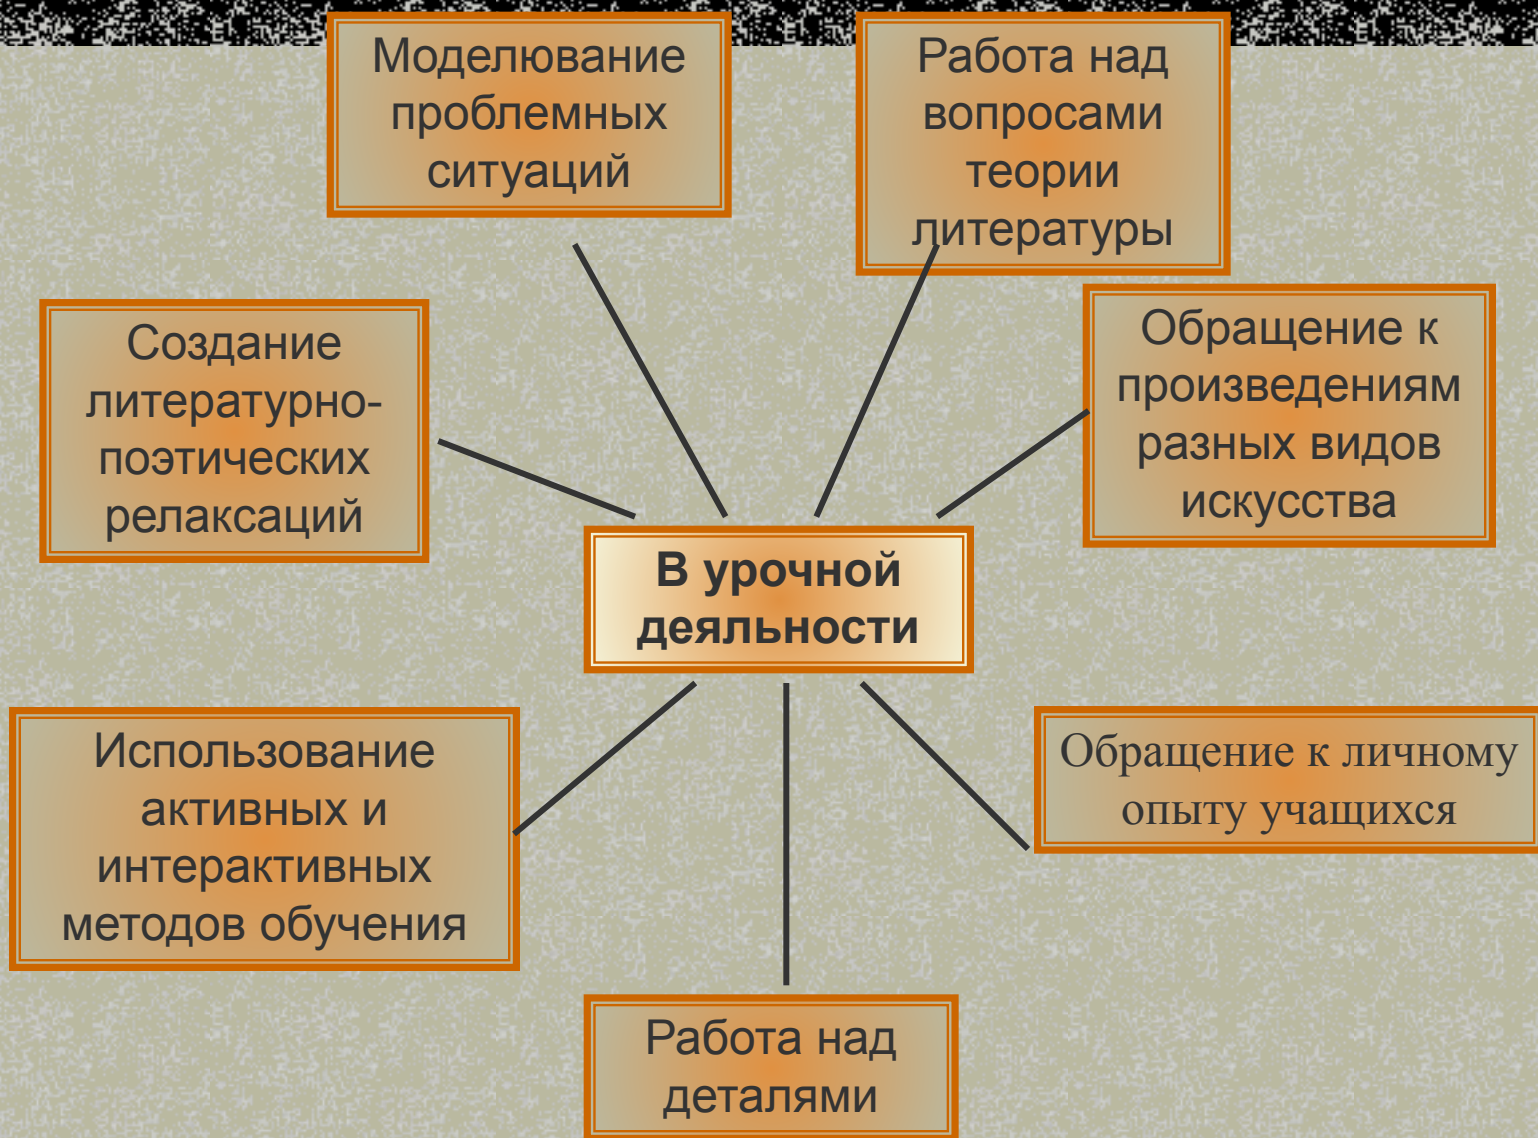 Моделювание
проблемных
ситуаций
Работа над
вопросами
теории
литературы
Создание
литературно-
поэтических
релаксаций
Обращение к
произведениям
разных видов
искусства
В урочной
деяльности
Использование
активных и
интерактивных
методов обучения
Обращение к личному
опыту учащихся
Работа над
деталями